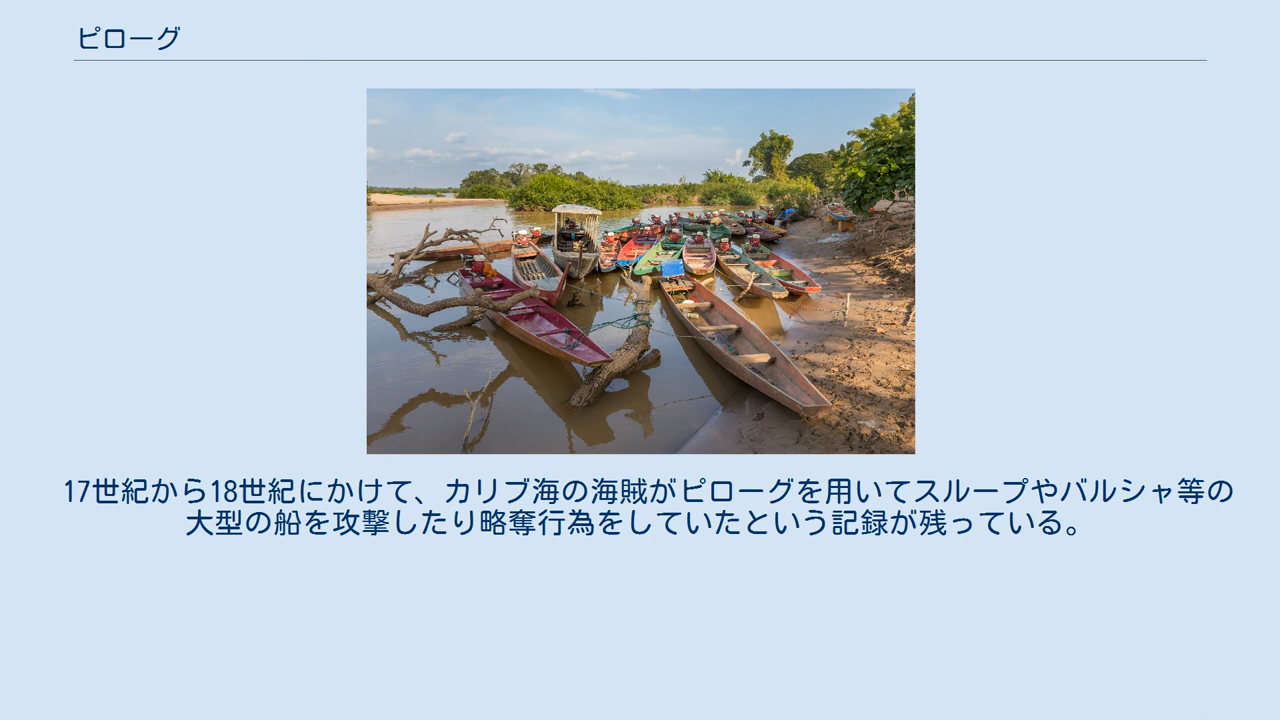 ピローグ
17世紀から18世紀にかけて、カリブ海の海賊がピローグを用いてスループやバルシャ等の
大型の船を攻撃したり略奪行為をしていたという記録が残っている。